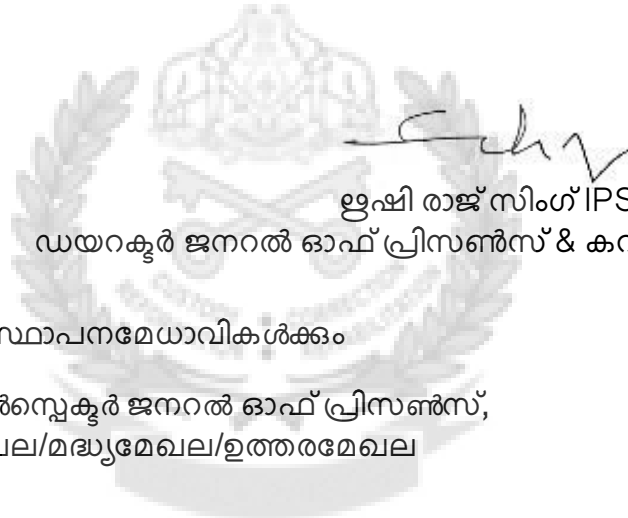 ഋഷി രാജ് സിംഗ് IPS
ഡയറക്ടർ ജനറൽ ഓഫ് പ്രിസൺസ് & കറ
സ്ഥാപനമേധാവികൾക്കും
ൻസ്പെക്ടർ ജനറൽ ഓഫ് പ്രിസൺസ്,
ഖല/മദ്ധ്യമേഖല/ഉത്തരമേഖല